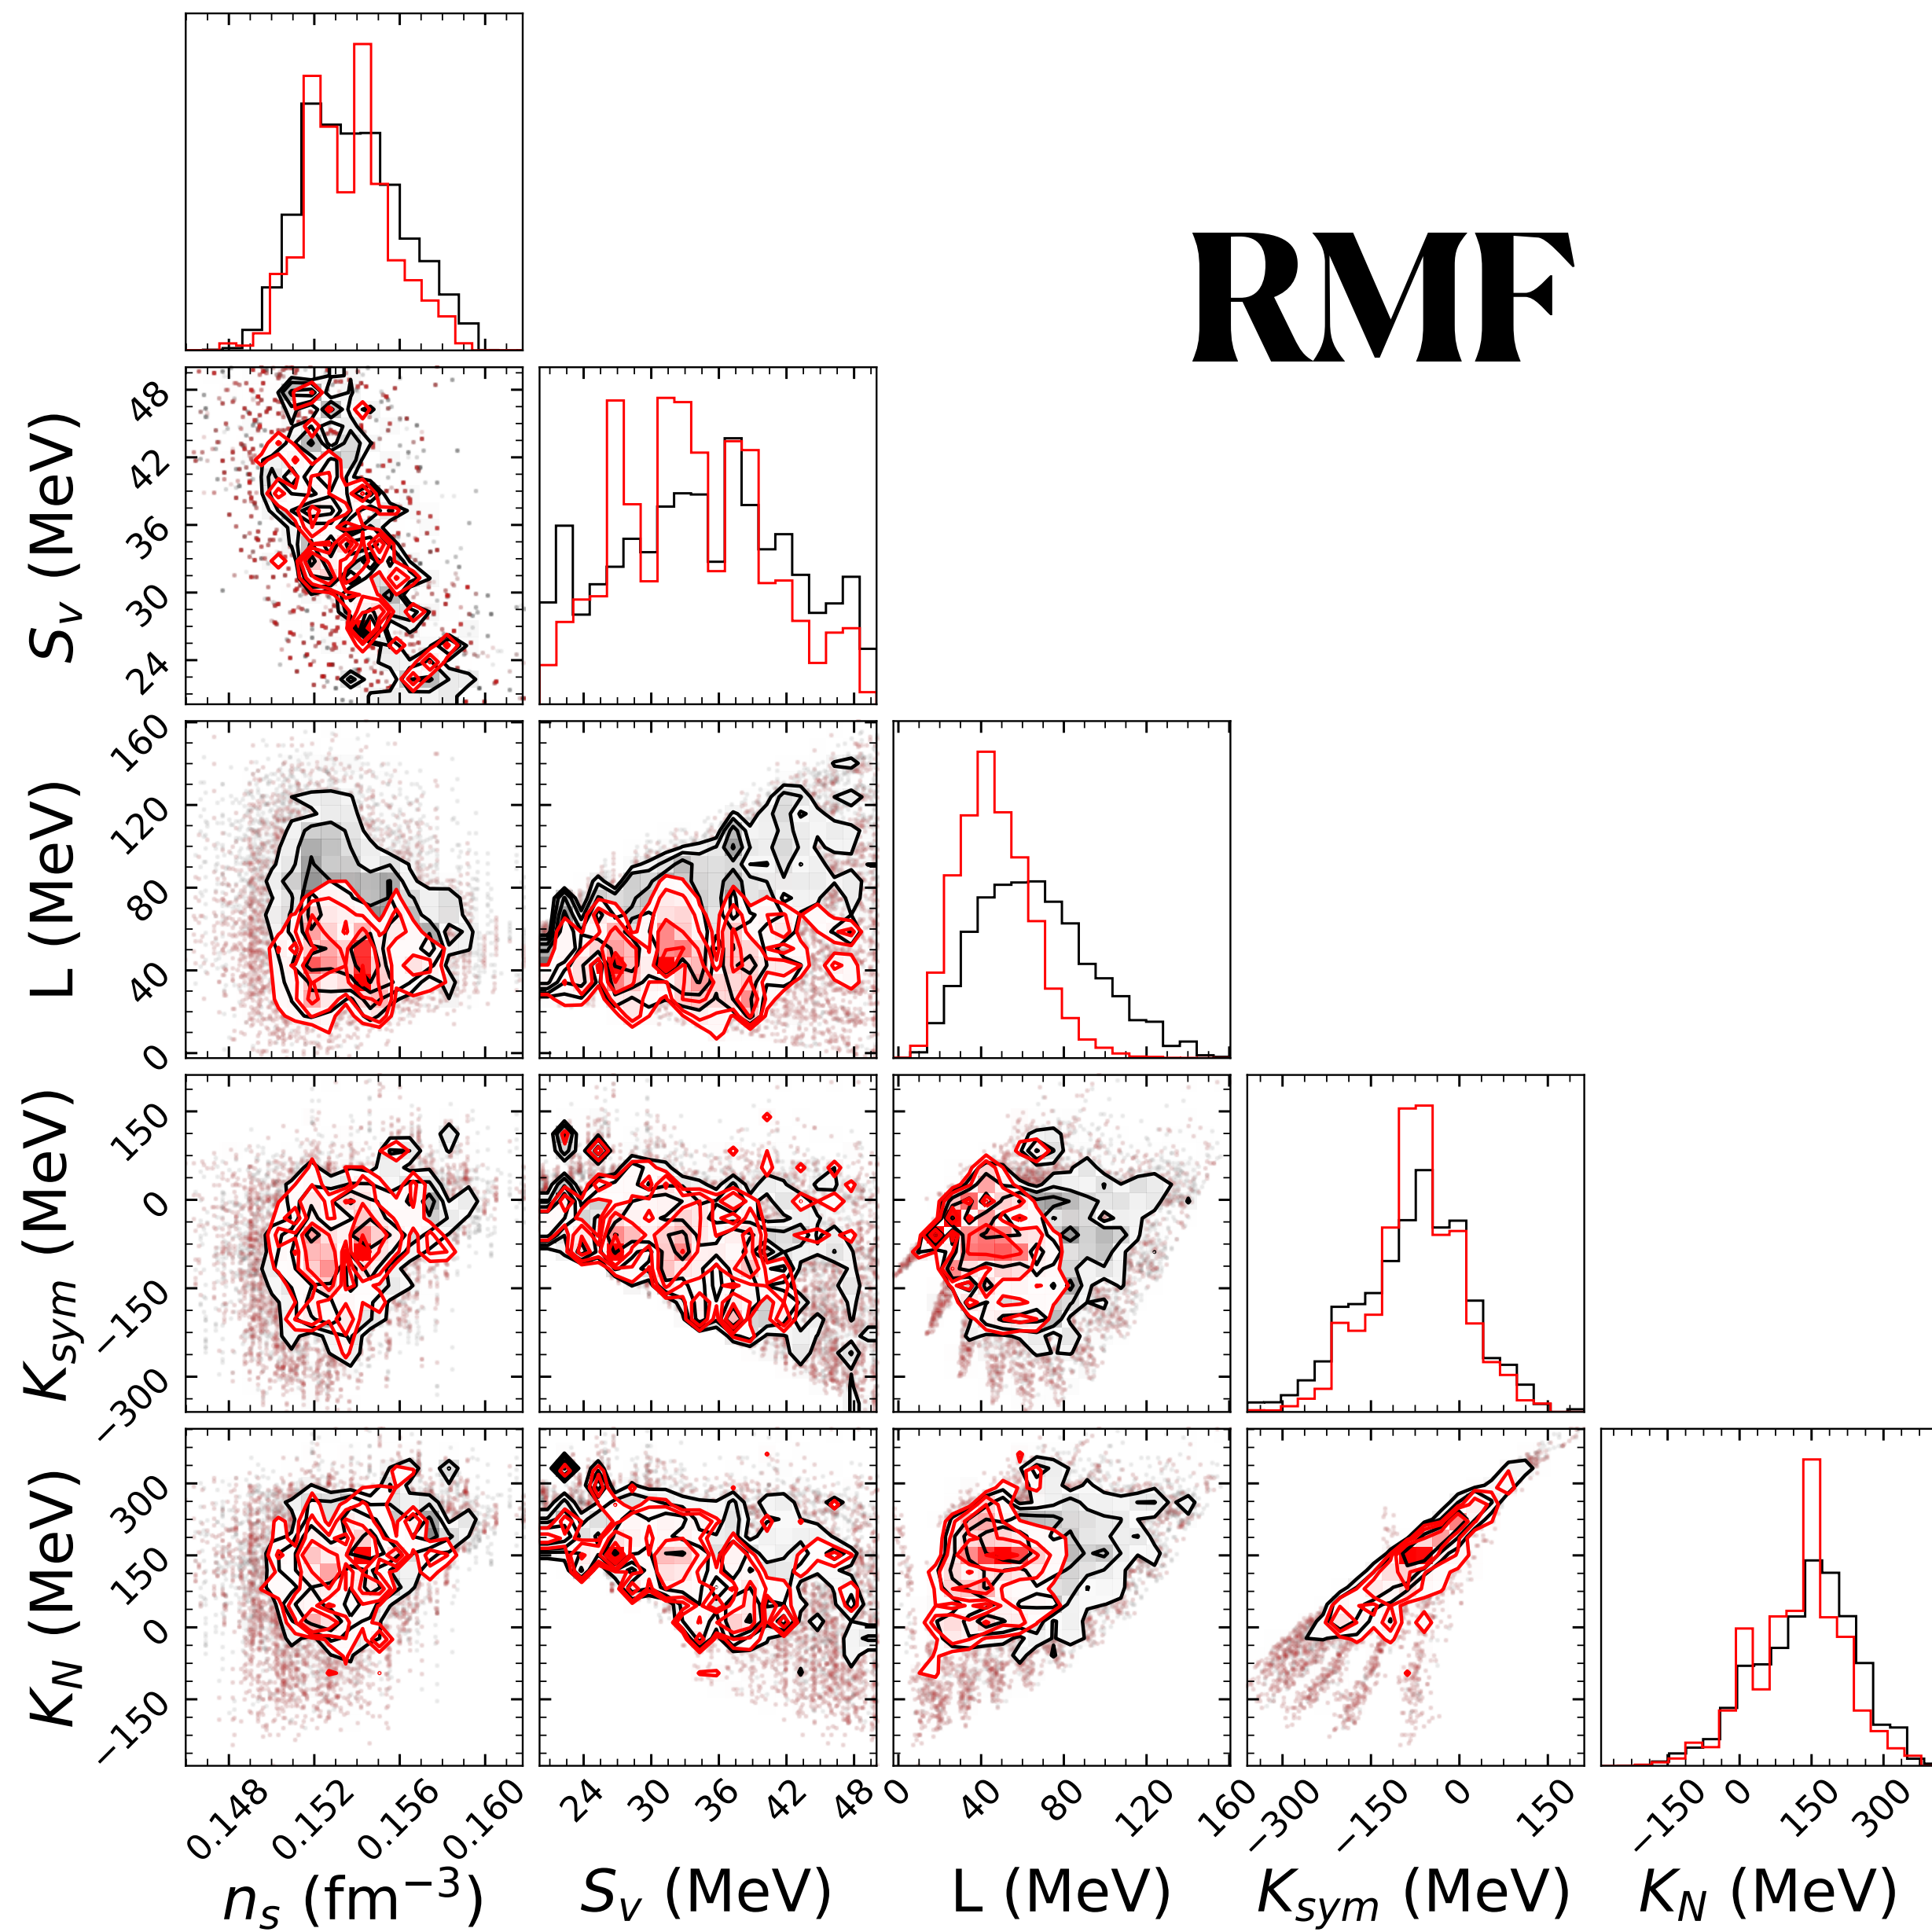 RMF
S_v (MeV)
48
42
36
30
24
L (MeV)
160
120
80
40
0
K_sym (MeV)
150
0
−150
−300
K_N (MeV)
300
150
0
−150
0.148 0.152 0.156 0.160 24 30 36 42 48 0 40 80 120 160 −300 −150 0 150 −150 0 150 300
n_s (fm⁻³) S_v (MeV) L (MeV) K_sym (MeV) K_N (MeV)